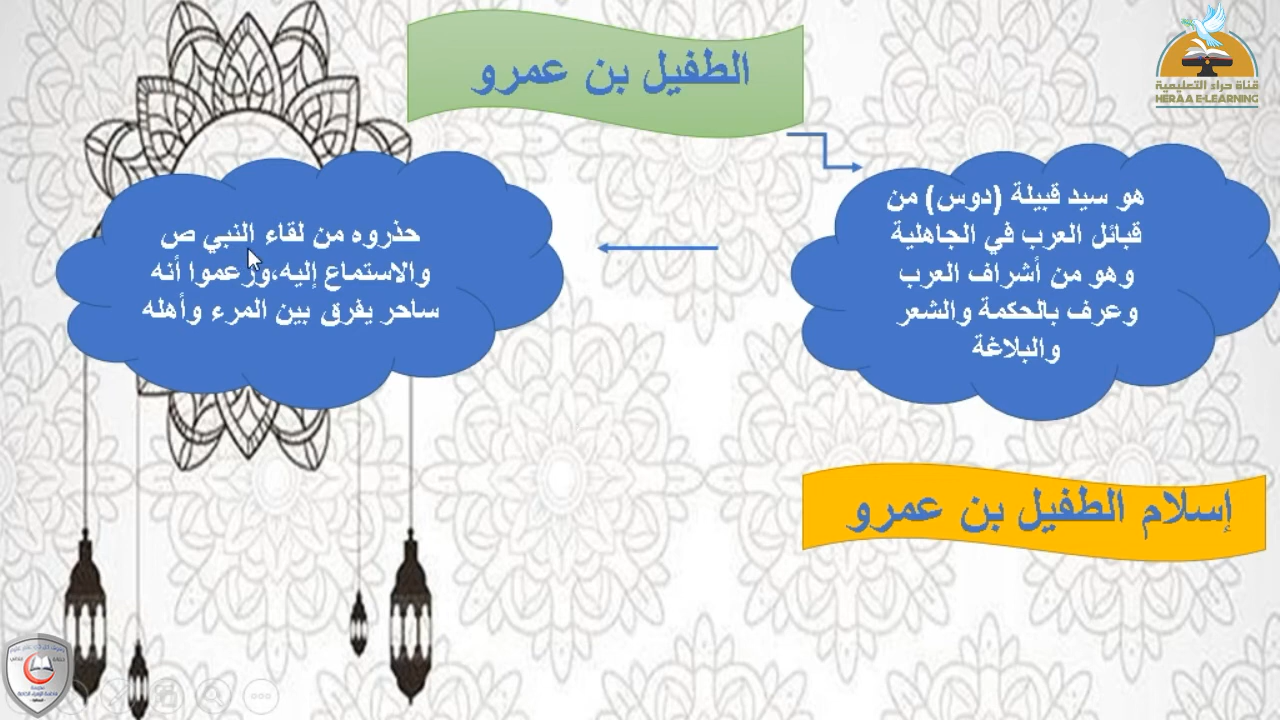 الطفيل بن عمرو
قناة حراء التعليمية
HERAA E-LEARNING
هو سيد قبيلة (دوس) من
قبائل العرب في الجاهلية
وهو من أشراف العرب
وعرف بالحكمة والشعر
والبلاغة
حذروه من لقاء النبي ص
والاستماع إليه،وزعموا أنه
ساحر يفرق بين المرء وأهله
إسلام الطفيل بن عمرو